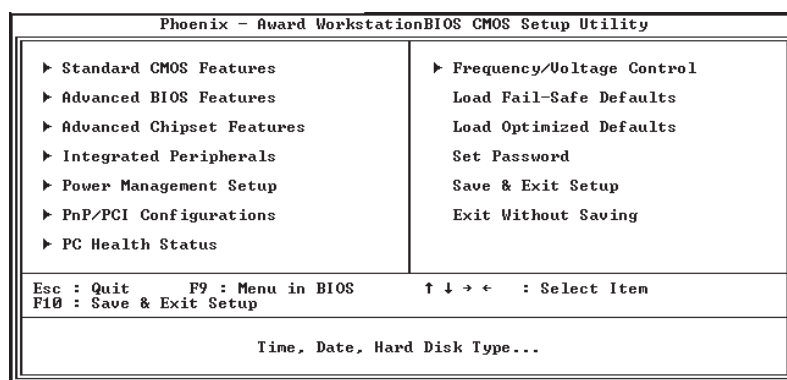 Phoenix - Award WorkstationBIOS CMOS Setup Utility
▶ Standard CMOS Features
▶ Advanced BIOS Features
▶ Advanced Chipset Features
▶ Integrated Peripherals
▶ Power Management Setup
▶ PnP/PCI Configurations
▶ PC Health Status
▶ Frequency/Voltage Control
Load Fail-Safe Defaults
Load Optimized Defaults
Set Password
Save & Exit Setup
Exit Without Saving
Esc : Quit F9 : Menu in BIOS ↑ ↓ → ← : Select Item
F10 : Save & Exit Setup
Time, Date, Hard Disk Type...